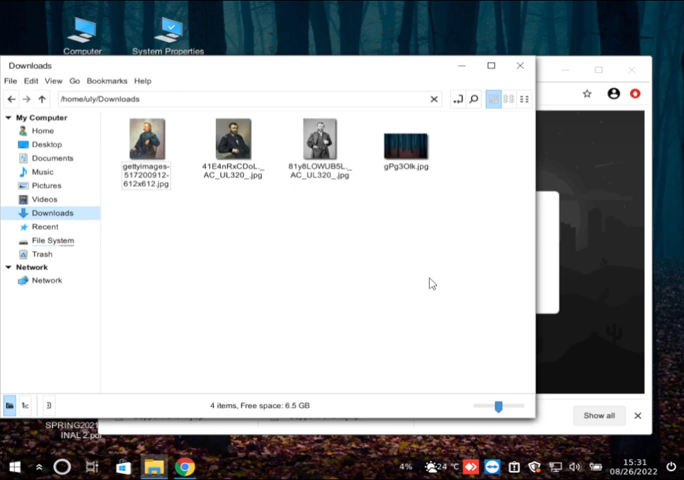 Computer
System Properties
Downloads
File Edit View Go Bookmarks Help
/home/uly/Downloads
My Computer
Home
Desktop
Documents
Music
Pictures
Videos
Downloads
Recent
File System
Trash
Network
Network
gettyimages-
517200912-
612x612.jpg
41E4nRxCDoL._
_AC_UL320_.jpg
81y8LOWUB5L._
_AC_UL320_.jpg
gPg3Olk.jpg
4 items, Free space: 6.5 GB
Show all
SPRING2021
INAL 2.pdf
4%
24 °C
15:31
08/26/2022